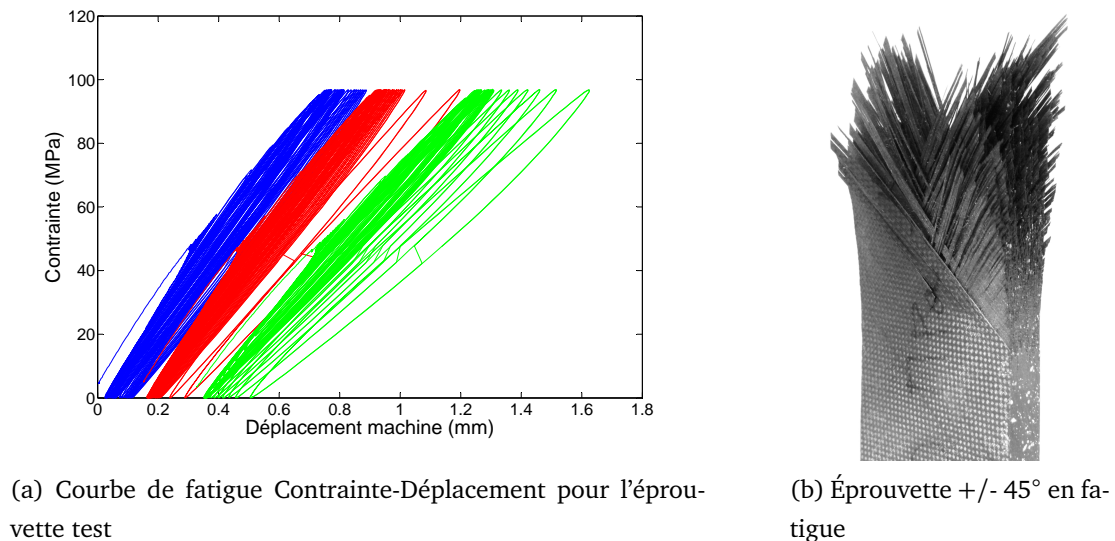 120
100
80
60
40
20
0
Contrainte (MPa)
0 0.2 0.4 0.6 0.8 1 1.2 1.4 1.6 1.8
Déplacement machine (mm)
(a) Courbe de fatigue Contrainte-Déplacement pour l'éprou-
vette test
(b) Éprouvette +/- 45° en fa-
tigue